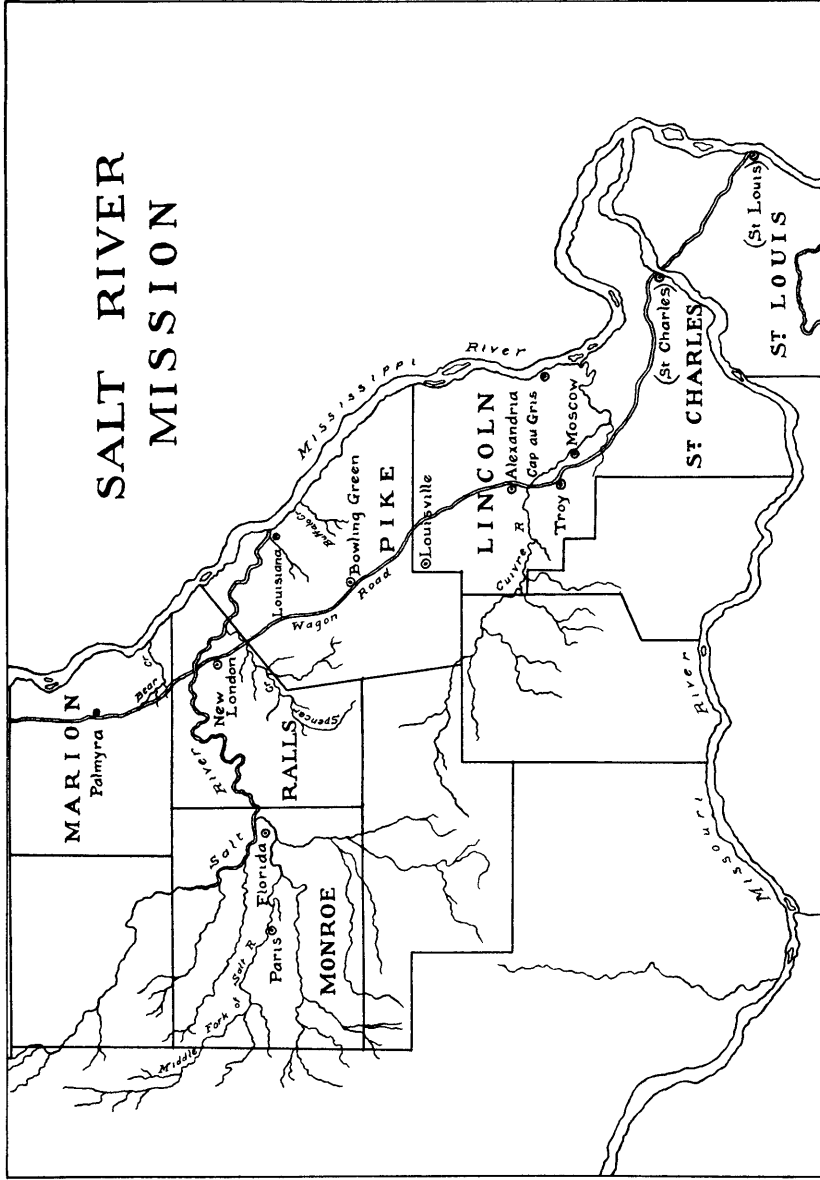 SALT RIVER
MISSION
MARION
Palmyra
Bear Cr
Mississippi
River
Salt
River
New
London
RALLS
Spencer
Cr
Louisiana
Buffalo Cr
Bowling Green
PIKE
Wagon
Road
Louisville
Florida
Paris
MONROE
Middle Fork of Salt R
LINCOLN
Alexandria
Cap au Gris
Cuivre R
Moscow
Troy
(St Charles)
ST. CHARLES
(St Louis)
ST. LOUIS
Missouri
River